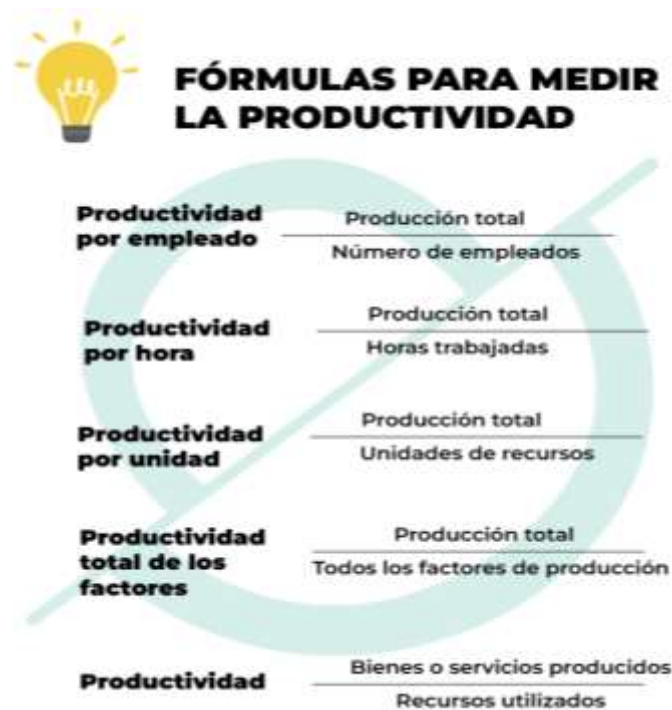 FÓRMULAS PARA MEDIR
LA PRODUCTIVIDAD
Productividad
por empleado
Producción total
Número de empleados
Productividad
por hora
Producción total
Horas trabajadas
Productividad
por unidad
Producción total
Unidades de recursos
Productividad
total de los
factores
Producción total
Todos los factores de producción
Productividad
Bienes o servicios producidos
Recursos utilizados